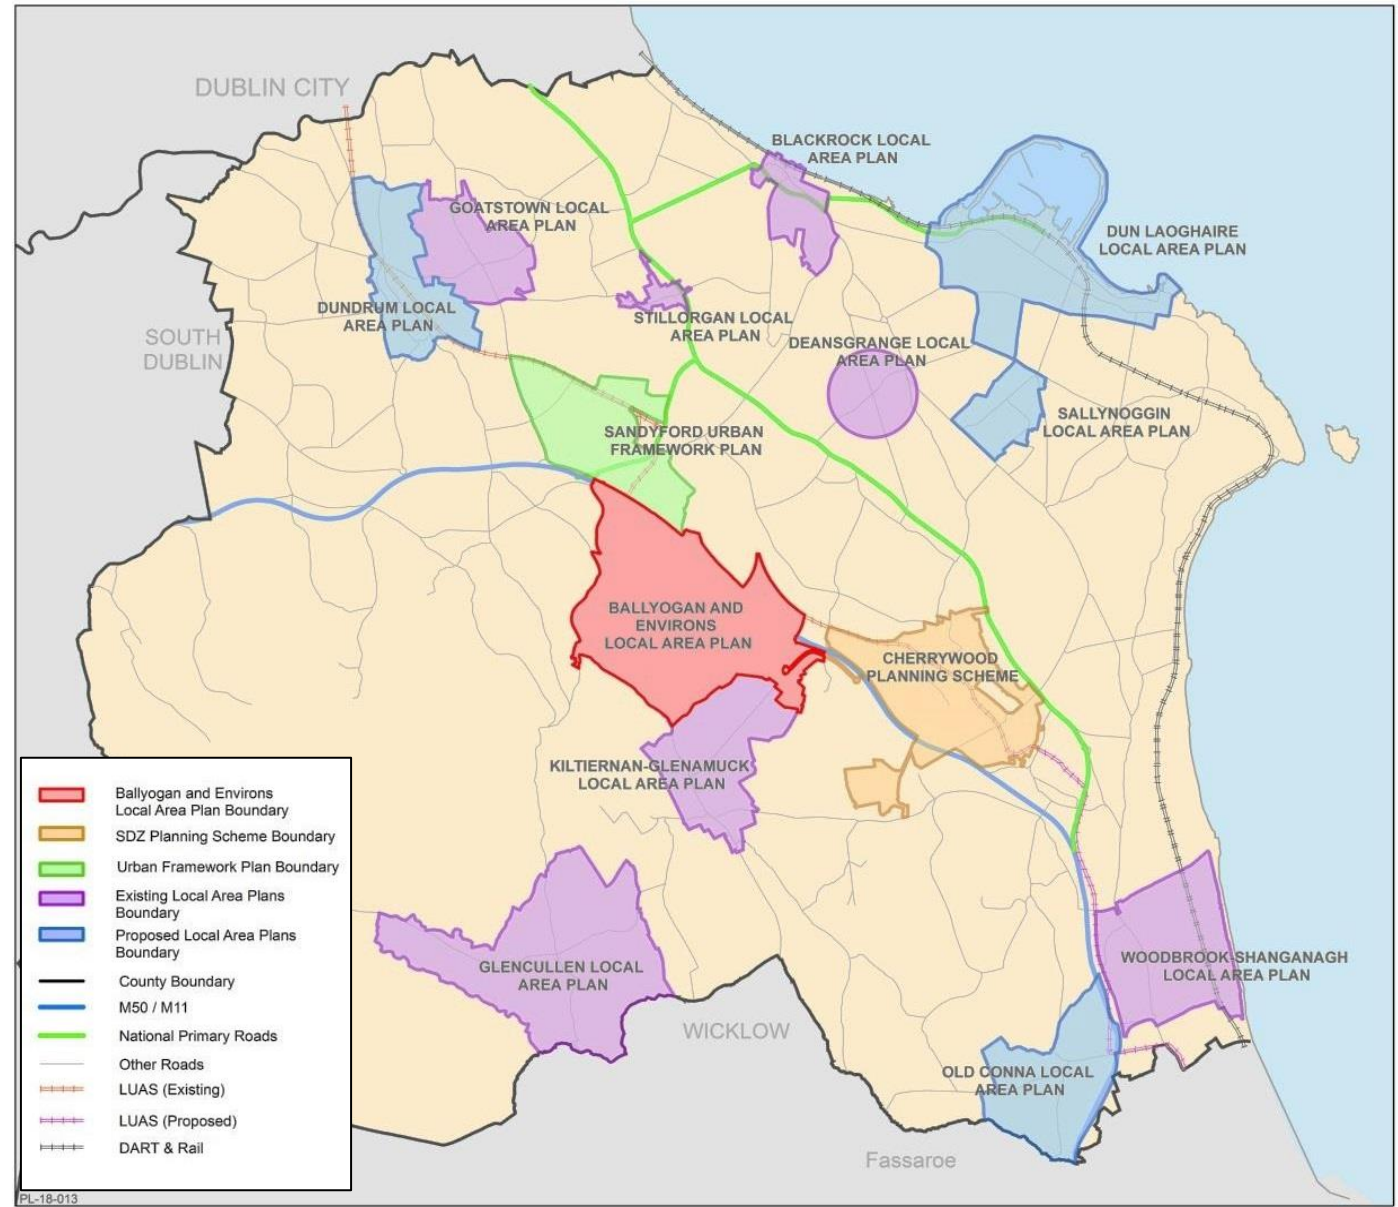 DUBLIN CITY
BLACKROCK LOCAL
AREA PLAN
GOATSTOWN LOCAL
AREA PLAN
DUN LAOGHAIRE
LOCAL AREA PLAN
DUNDRUM LOCAL
AREA PLAN
SOUTH
DUBLIN
STILLORGAN LOCAL
AREA PLAN
DEANSGRANGE LOCAL
AREA PLAN
SALLYNOGGIN
LOCAL AREA PLAN
SANDYFORD URBAN
FRAMEWORK PLAN
BALLYOGAN AND
ENVIRONS
LOCAL AREA PLAN
CHERRYWOOD
PLANNING SCHEME
KILTIERNAN-GLENAMUCK
LOCAL AREA PLAN
GLENCULLEN LOCAL
AREA PLAN
WOODBROOK-SHANGANAGH
LOCAL AREA PLAN
WICKLOW
OLD CONNA LOCAL
AREA PLAN
Fassaroe
Ballyogan and Environs
Local Area Plan Boundary
SDZ Planning Scheme Boundary
Urban Framework Plan Boundary
Existing Local Area Plans
Boundary
Proposed Local Area Plans
Boundary
County Boundary
M50 / M11
National Primary Roads
Other Roads
LUAS (Existing)
LUAS (Proposed)
DART & Rail
PL-18-013